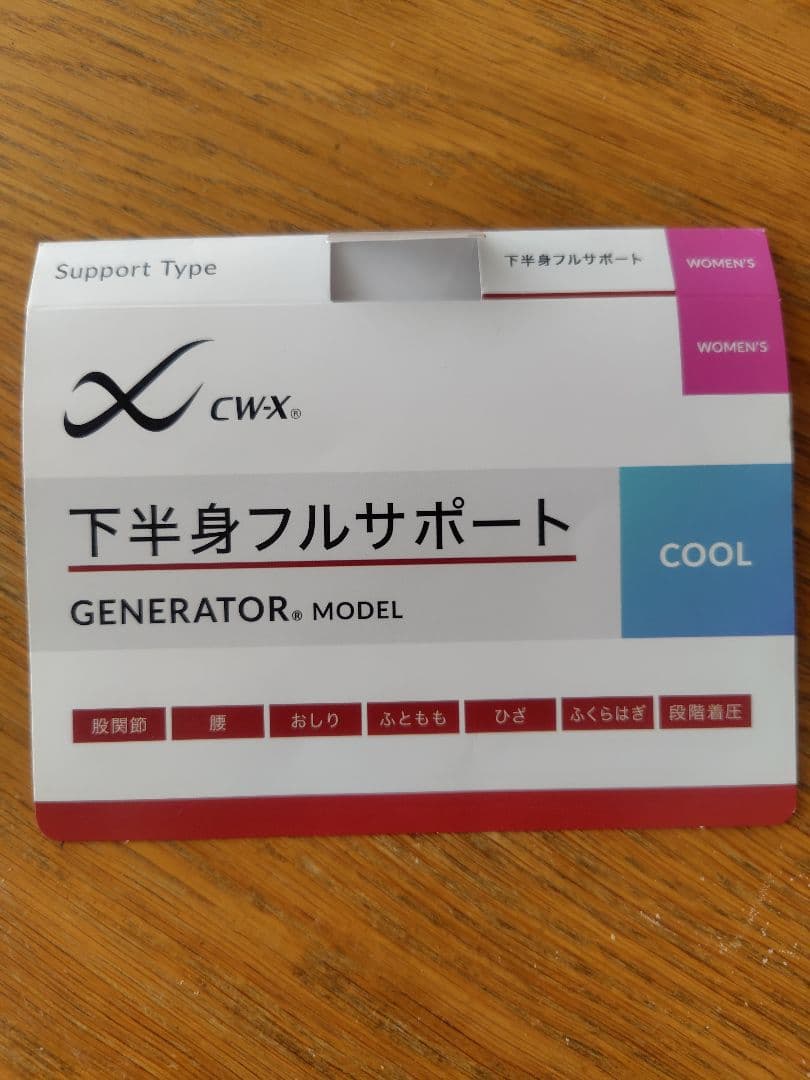 Support Type
下半身フルサポート
WOMEN'S
WOMEN'S
CW-X®
下半身フルサポート
COOL
GENERATOR® MODEL
股関節 腰 おしり ふともも ひざ ふくらはぎ 段階着圧